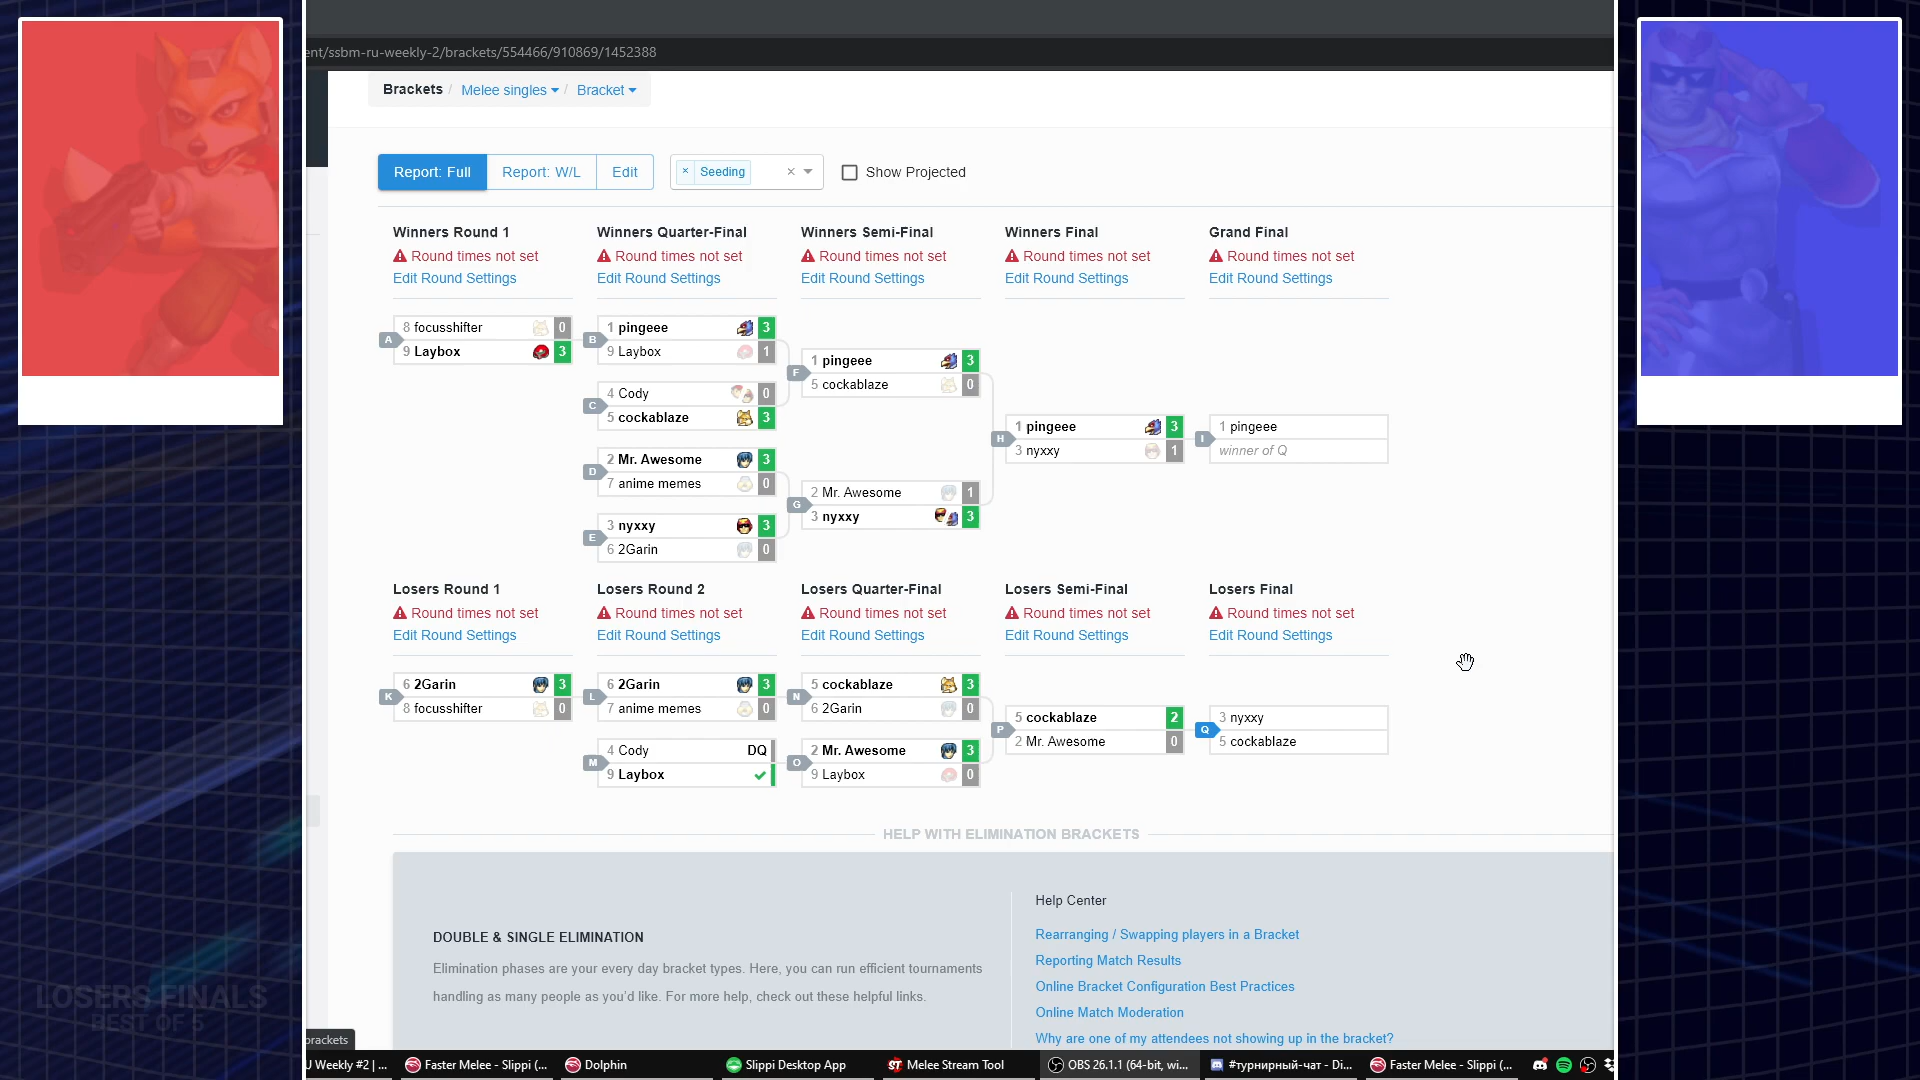 ent/ssbm-ru-weekly-2/brackets/554466/910869/1452388
Brackets / Melee singles / Bracket
Report: Full Report: W/L Edit × Seeding × Show Projected
Winners Round 1 Winners Quarter-Final Winners Semi-Final Winners Final Grand Final
Round times not set Round times not set Round times not set Round times not set Round times not set
Edit Round Settings Edit Round Settings Edit Round Settings Edit Round Settings Edit Round Settings
A
8 focusshifter 0
9 Laybox 3
B
1 pingeee 3
9 Laybox 1
C
4 Cody 0
5 cockablaze 3
D
2 Mr. Awesome 3
7 anime memes 0
E
3 nyxxy 3
6 2Garin 0
F
1 pingeee 3
5 cockablaze 0
G
2 Mr. Awesome 1
3 nyxxy 3
H
1 pingeee 3
3 nyxxy 1
I
1 pingeee
winner of Q
Losers Round 1 Losers Round 2 Losers Quarter-Final Losers Semi-Final Losers Final
Round times not set Round times not set Round times not set Round times not set Round times not set
Edit Round Settings Edit Round Settings Edit Round Settings Edit Round Settings Edit Round Settings
K
6 2Garin 3
8 focusshifter 0
L
6 2Garin 3
7 anime memes 0
M
4 Cody DQ
9 Laybox
N
5 cockablaze 3
6 2Garin 0
O
2 Mr. Awesome 3
9 Laybox 0
P
5 cockablaze 2
2 Mr. Awesome 0
Q
3 nyxxy
5 cockablaze
HELP WITH ELIMINATION BRACKETS
DOUBLE & SINGLE ELIMINATION
Elimination phases are your every day bracket types. Here, you can run efficient tournaments
handling as many people as you'd like. For more help, check out these helpful links.
Help Center
Rearranging / Swapping players in a Bracket
Reporting Match Results
Online Bracket Configuration Best Practices
Online Match Moderation
Why are one of my attendees not showing up in the bracket?
LOSERS FINALS
BEST OF 5
brackets
U Weekly #2 | ... Faster Melee - Slippi (... Dolphin Slippi Desktop App ST Melee Stream Tool OBS 26.1.1 (64-bit, wi... #турнирный-чат - Di... Faster Melee - Slippi (...